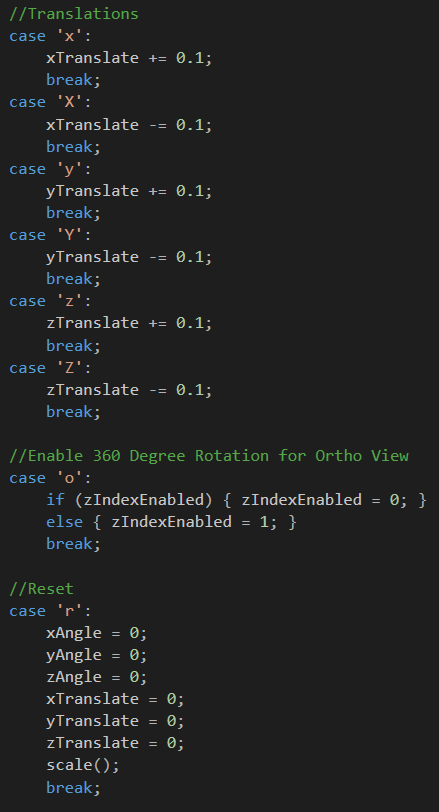 //Translations
case 'x':
    xTranslate += 0.1;
    break;
case 'X':
    xTranslate -= 0.1;
    break;
case 'y':
    yTranslate += 0.1;
    break;
case 'Y':
    yTranslate -= 0.1;
    break;
case 'z':
    zTranslate += 0.1;
    break;
case 'Z':
    zTranslate -= 0.1;
    break;

//Enable 360 Degree Rotation for Ortho View
case 'o':
    if (zIndexEnabled) { zIndexEnabled = 0; }
    else { zIndexEnabled = 1; }
    break;

//Reset
case 'r':
    xAngle = 0;
    yAngle = 0;
    zAngle = 0;
    xTranslate = 0;
    yTranslate = 0;
    zTranslate = 0;
    scale();
    break;